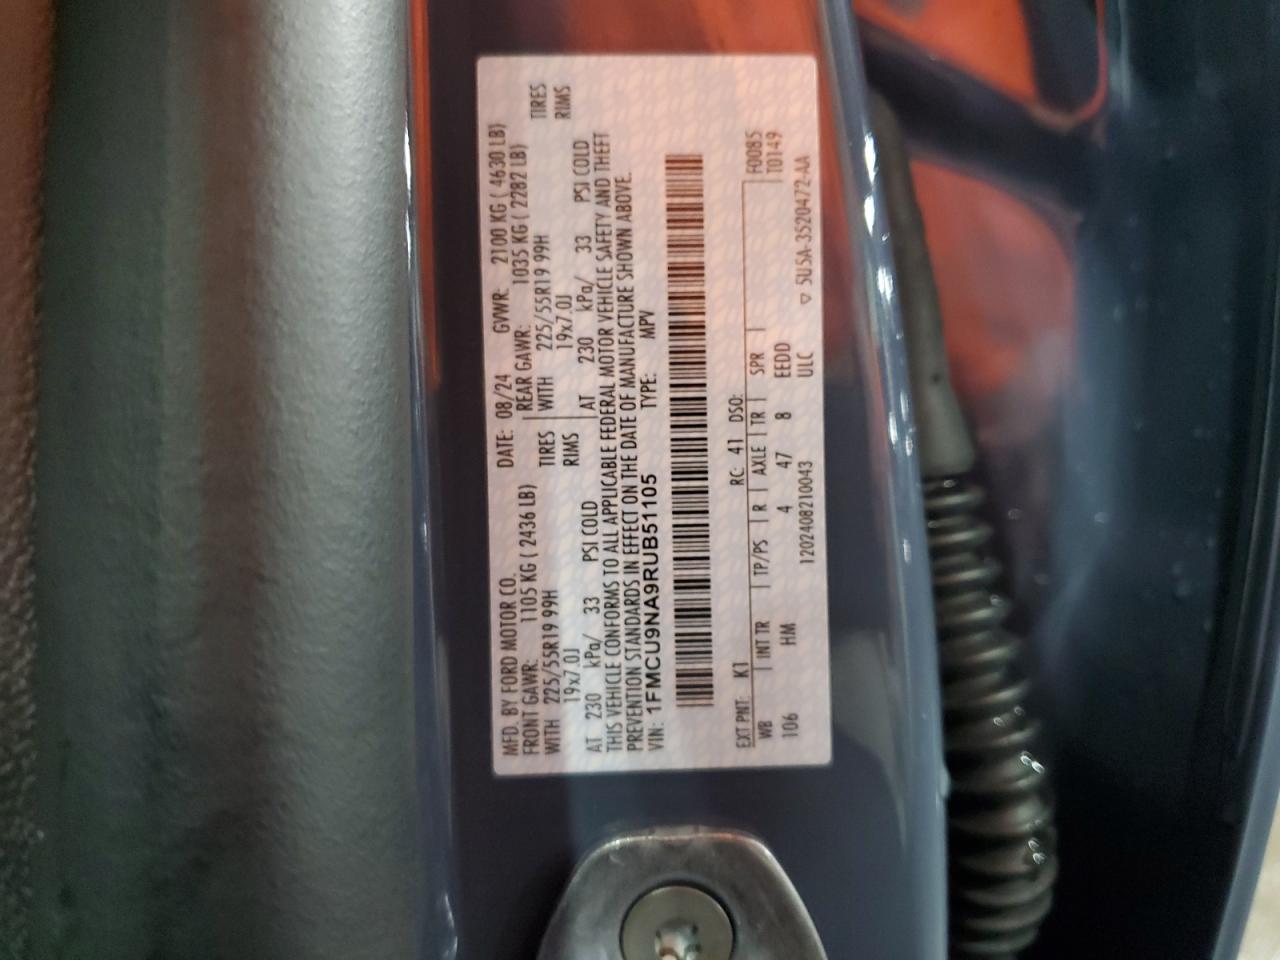 MFD. BY FORD MOTOR CO. DATE: 08/24 GVWR: 2100 KG ( 4630 LB)
FRONT GAWR: 1105 KG ( 2436 LB) REAR GAWR: 1035 KG ( 2282 LB)
WITH 225/55R19 99H TIRES WITH 225/55R19 99H TIRES
19x7.0J RIMS 19x7.0J RIMS
AT 230 kPa/ 33 PSI COLD AT 230 kPa/ 33 PSI COLD
THIS VEHICLE CONFORMS TO ALL APPLICABLE FEDERAL MOTOR VEHICLE SAFETY AND THEFT
PREVENTION STANDARDS IN EFFECT ON THE DATE OF MANUFACTURE SHOWN ABOVE.
VIN: 1FMCU9NA9RUB51105 TYPE: MPV
EXT PNT: K1 RC: 41 DSO: F0085
WB INT TR TP/PS R AXLE TR SPR T0149
106 HM 4 47 8 EEDD
1202408210043 ULC ▽ 5U5A-3520472-AA